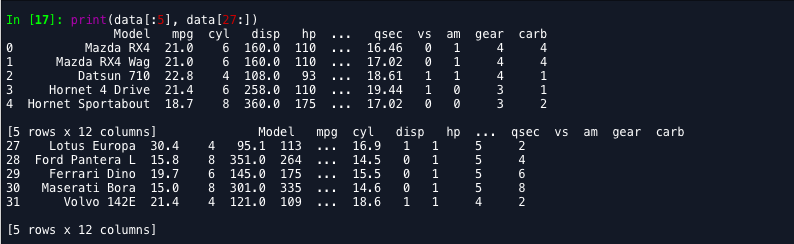 In [17]: print(data[:5], data[27:])
               Model   mpg  cyl   disp   hp  ...   qsec  vs  am  gear  carb
0          Mazda RX4  21.0    6  160.0  110  ...  16.46   0   1     4     4
1      Mazda RX4 Wag  21.0    6  160.0  110  ...  17.02   0   1     4     4
2         Datsun 710  22.8    4  108.0   93  ...  18.61   1   1     4     1
3     Hornet 4 Drive  21.4    6  258.0  110  ...  19.44   1   0     3     1
4  Hornet Sportabout  18.7    8  360.0  175  ...  17.02   0   0     3     2
[5 rows x 12 columns]              Model   mpg  cyl   disp   hp  ...  qsec  vs  am  gear  carb
27    Lotus Europa  30.4    4   95.1  113  ...  16.9   1   1     5     2
28  Ford Pantera L  15.8    8  351.0  264  ...  14.5   0   1     5     4
29    Ferrari Dino  19.7    6  145.0  175  ...  15.5   0   1     5     6
30   Maserati Bora  15.0    8  301.0  335  ...  14.6   0   1     5     8
31      Volvo 142E  21.4    4  121.0  109  ...  18.6   1   1     4     2
[5 rows x 12 columns]